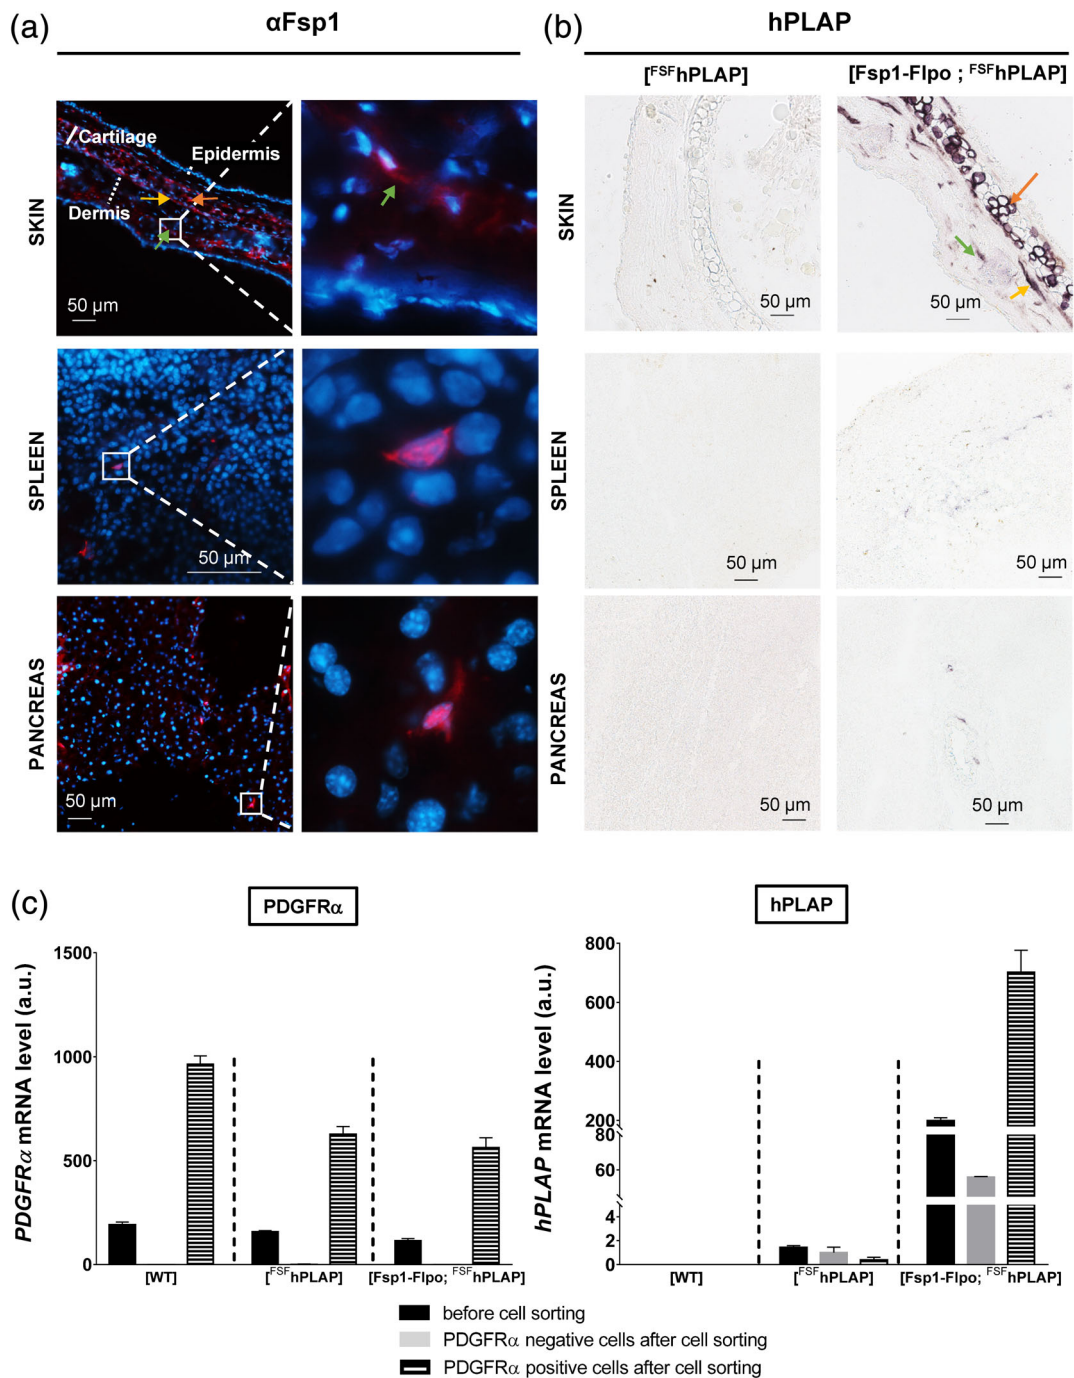 (a)
αFsp1
(b)
hPLAP
[FSFhPLAP]
[Fsp1-Flpo ; FSFhPLAP]
SKIN
Cartilage
Epidermis
Dermis
50 µm
SKIN
50 µm
50 µm
SPLEEN
50 µm
SPLEEN
50 µm
50 µm
PANCREAS
50 µm
PANCREAS
50 µm
50 µm
(c)
PDGFRα
hPLAP
PDGFRα mRNA level (a.u.)
1500
1000
500
0
[WT]
[FSFhPLAP]
[Fsp1-Flpo; FSFhPLAP]
hPLAP mRNA level (a.u.)
800
600
400
200
80
60
4
2
0
[WT]
[FSFhPLAP]
[Fsp1-Flpo; FSFhPLAP]
before cell sorting
PDGFRα negative cells after cell sorting
PDGFRα positive cells after cell sorting